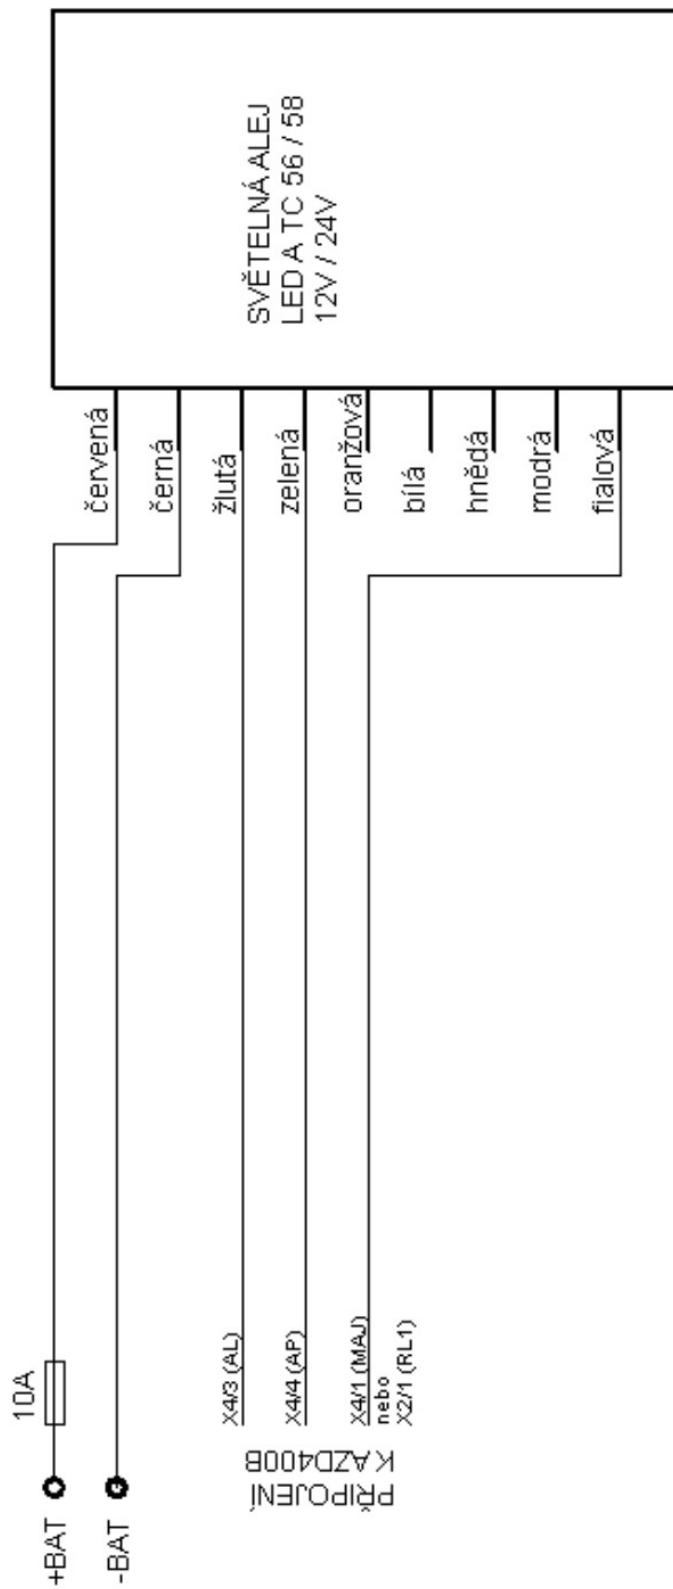 SVĚTELNÁ ALEJ
LED A TC 56 / 58
12V / 24V
červená
černá
žlutá
zelená
oranžová
bílá
hnědá
modrá
fialová
10A
+BAT
-BAT
X4/3 (AL)
X4/4 (AP)
X4/1 (MAJ)
nebo
X2/1 (RL1)
PŘIPOJENÍ
K AZD400B